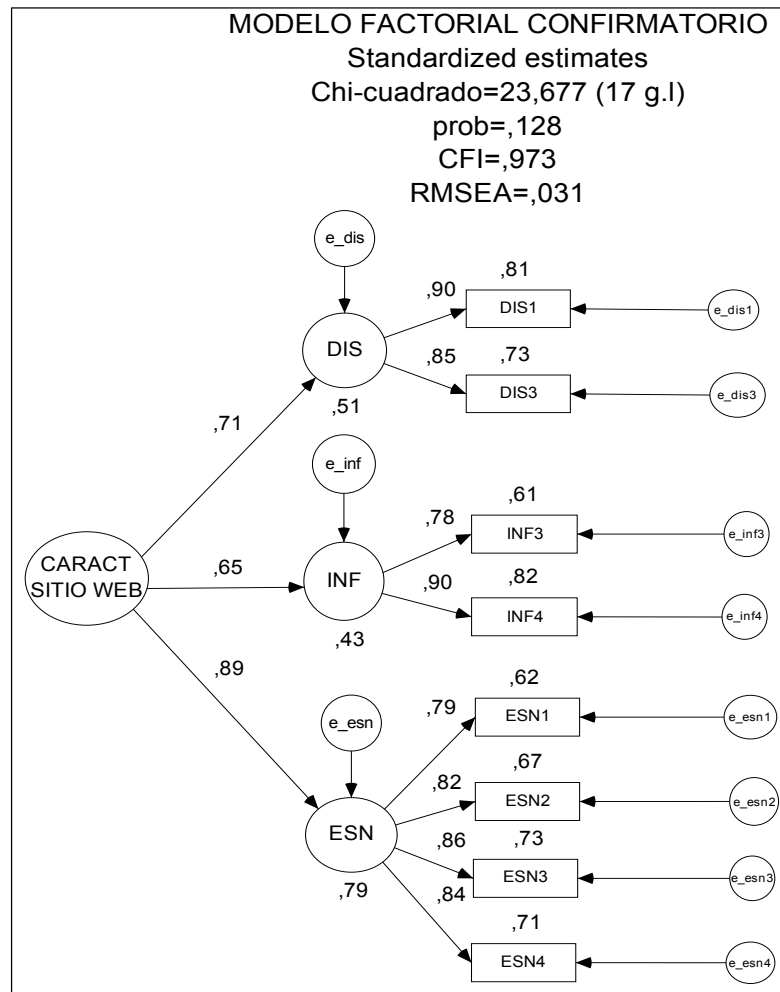 MODELO FACTORIAL CONFIRMATORIO
Standardized estimates
Chi-cuadrado=23,677 (17 g.l)
prob=,128
CFI=,973
RMSEA=,031
e_dis
,81
,90
DIS1
e_dis1
DIS
,85
,73
DIS3
e_dis3
,51
,71
e_inf
,61
,78
INF3
e_inf3
CARACT
SITIO WEB
,65
INF
,90
,82
INF4
e_inf4
,43
,89
,62
e_esn
,79
ESN1
e_esn1
,67
,82
ESN2
e_esn2
ESN
,86
,73
ESN3
e_esn3
,79
,84
,71
ESN4
e_esn4